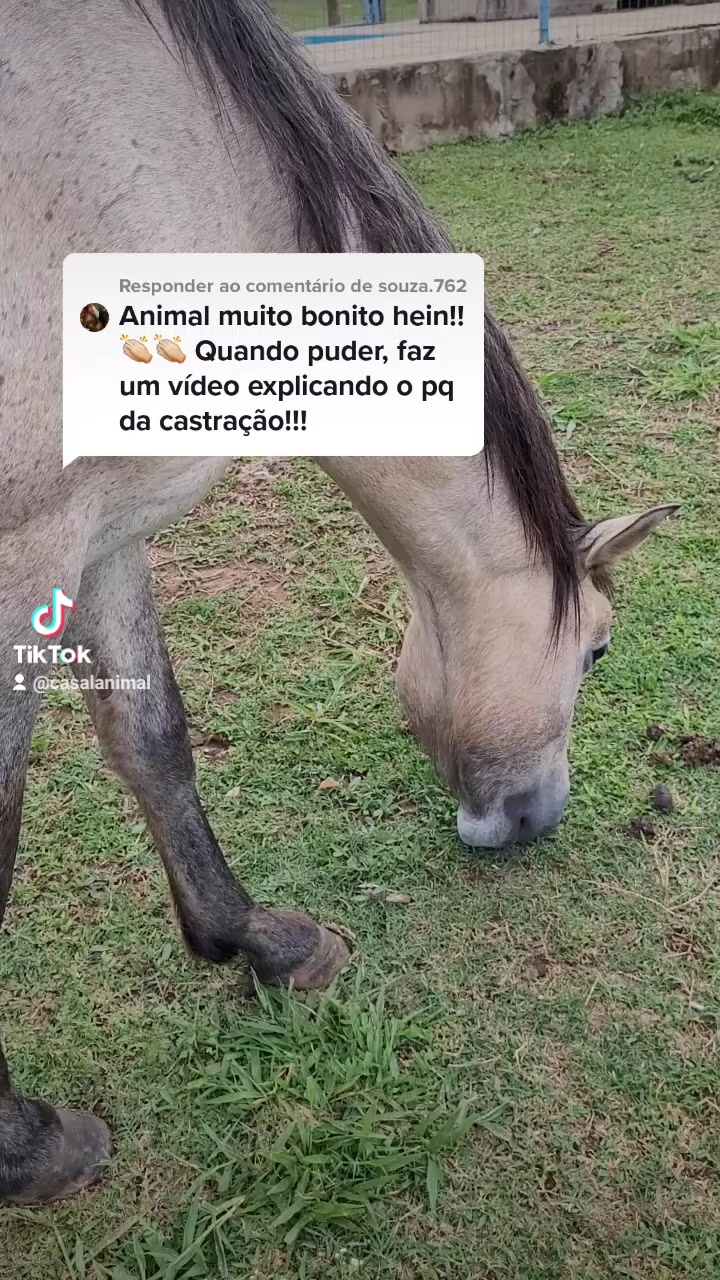 Responder ao comentário de souza.762
Animal muito bonito hein!!
👏🏼👏🏼 Quando puder, faz
um vídeo explicando o pq
da castração!!!
TikTok
@casalanimal